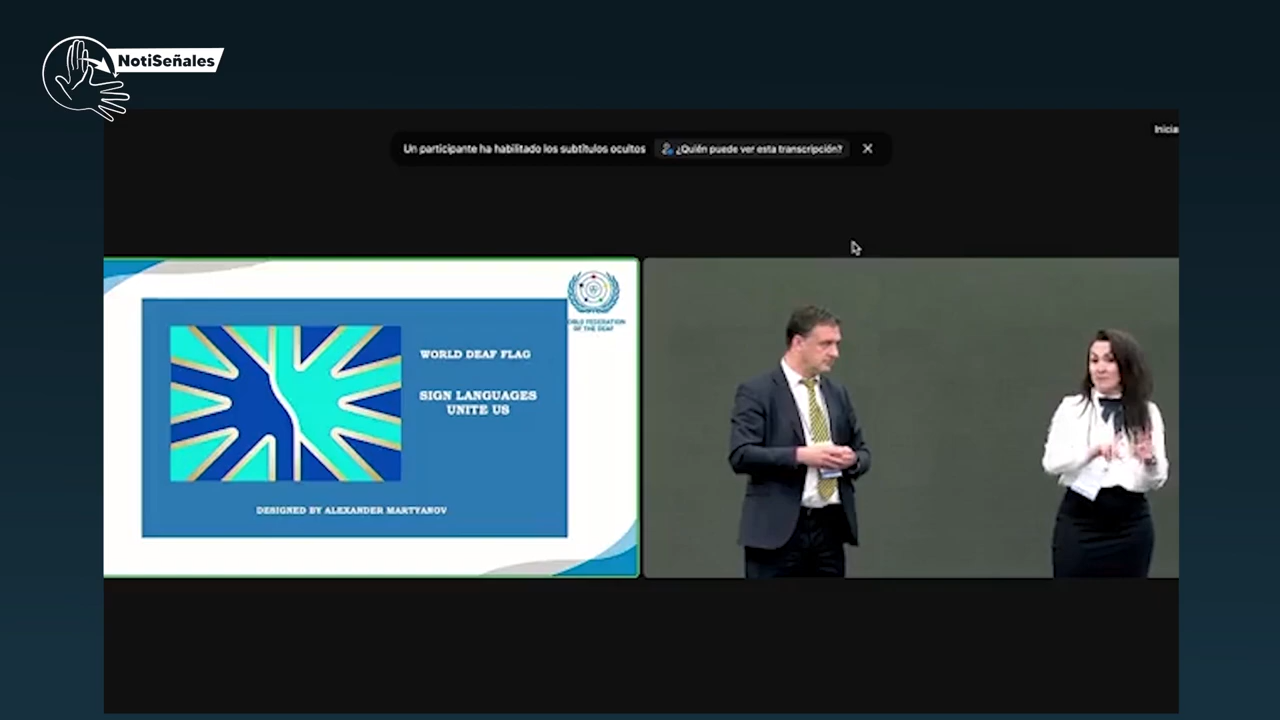 NotiSeñales
Inicia
Un participante ha habilitado los subtítulos ocultos
¿Quién puede ver esta transcripción?
WORLD FEDERATION
OF THE DEAF
WORLD DEAF FLAG
SIGN LANGUAGES
UNITE US
DESIGNED BY ALEXANDER MARTYANOV